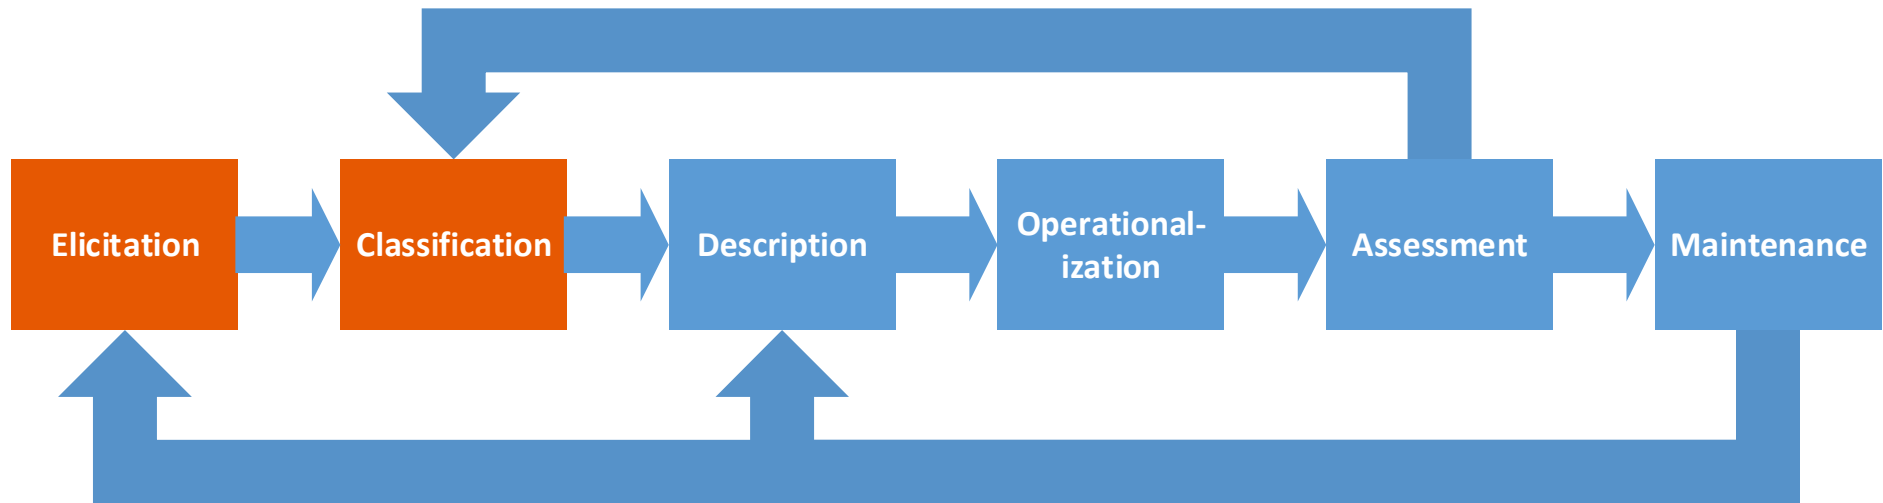 Elicitation
Classification
Description
Operational-
ization
Assessment
Maintenance